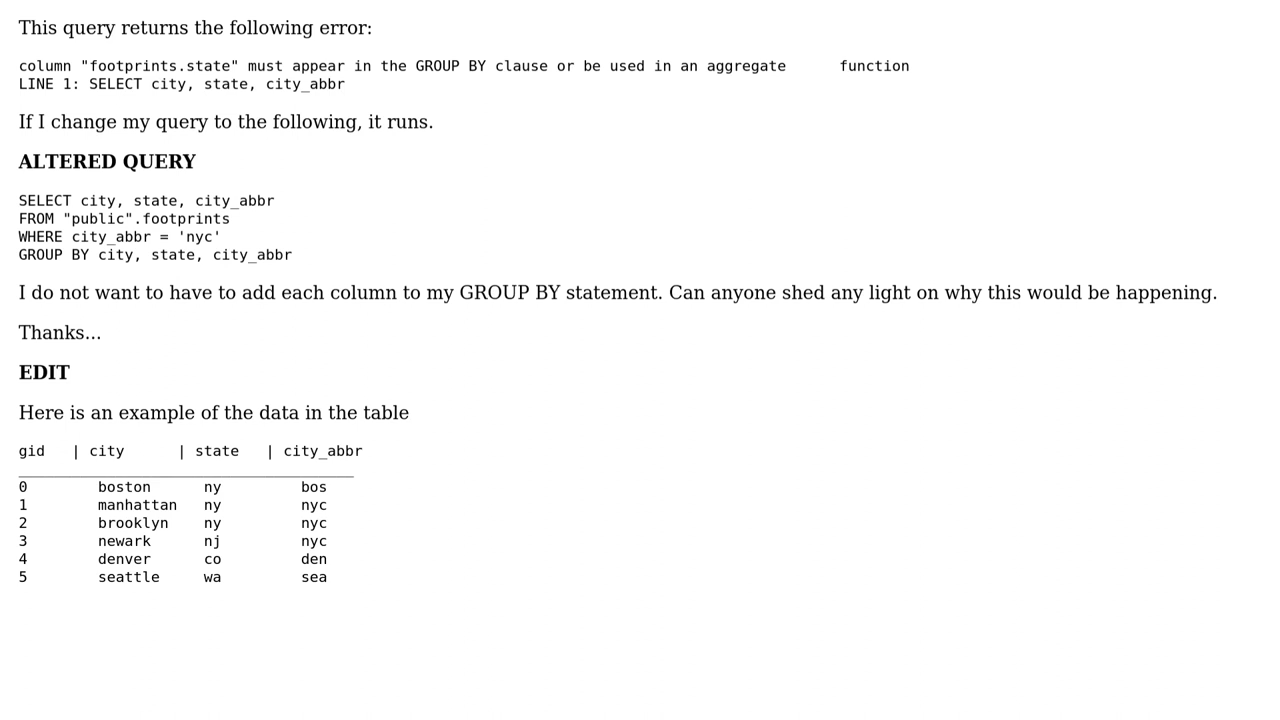 This query returns the following error:
column "footprints.state" must appear in the GROUP BY clause or be used in an aggregate      function
LINE 1: SELECT city, state, city_abbr
If I change my query to the following, it runs.
ALTERED QUERY
SELECT city, state, city_abbr
FROM "public".footprints
WHERE city_abbr = 'nyc'
GROUP BY city, state, city_abbr
I do not want to have to add each column to my GROUP BY statement. Can anyone shed any light on why this would be happening.
Thanks...
EDIT
Here is an example of the data in the table
gid   | city      | state   | city_abbr
______________________________________
0        boston      ny         bos
1        manhattan   ny         nyc
2        brooklyn    ny         nyc
3        newark      nj         nyc
4        denver      co         den
5        seattle     wa         sea